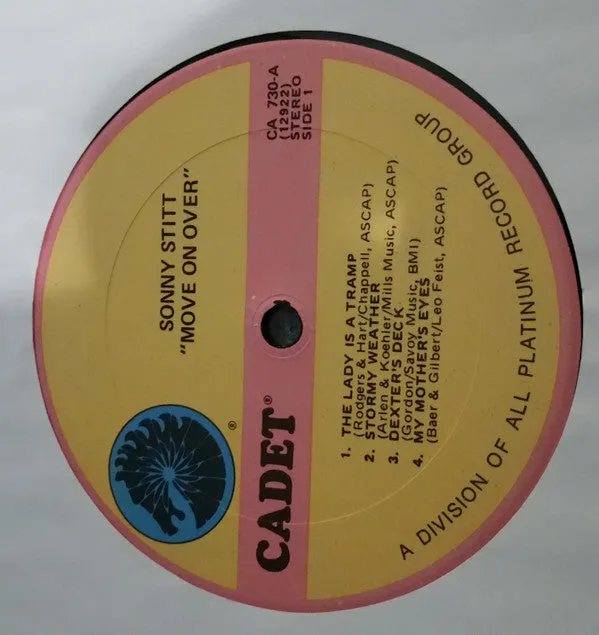 SONNY STITT
"MOVE ON OVER"
®
CADET®
CA 730-A
(12922)
STEREO
SIDE 1
1. THE LADY IS A TRAMP
(Rodgers & Hart/Chappell, ASCAP)
2. STORMY WEATHER
(Arlen & Koehler/Mills Music, ASCAP)
3. DEXTER'S DECK
(Gordon/Savoy Music, BMI)
4. MY MOTHER'S EYES
(Baer & Gilbert/Leo Feist, ASCAP)
A DIVISION OF ALL PLATINUM RECORD GROUP